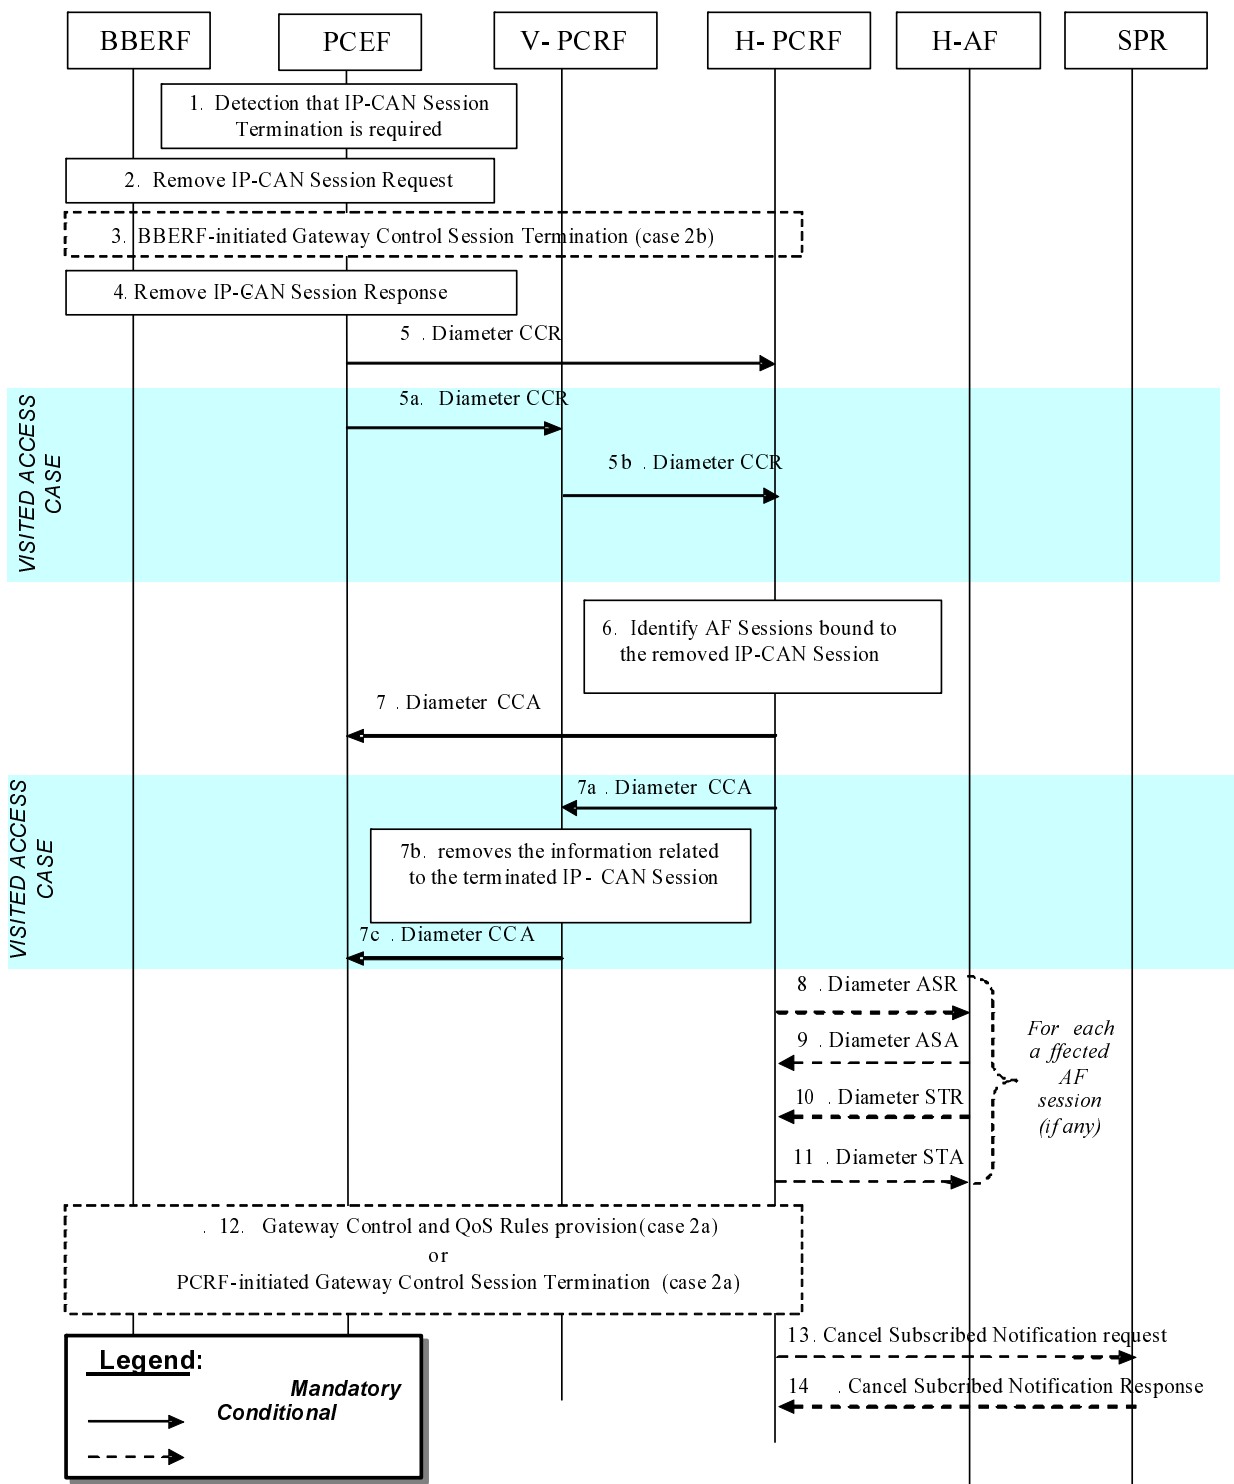 BBERF
PCEF
V- PCRF
H- PCRF
H-AF
SPR
1. Detection that IP-CAN Session
Termination is required
2. Remove IP-CAN Session Request
3. BBERF-initiated Gateway Control Session Termination (case 2b)
4. Remove IP-CAN Session Response
5 . Diameter CCR
VISITED ACCESS
CASE
5a. Diameter CCR
5b . Diameter CCR
6. Identify AF Sessions bound to
the removed IP-CAN Session
7 . Diameter CCA
VISITED ACCESS
CASE
7a . Diameter CCA
7b. removes the information related
to the terminated IP - CAN Session
7c . Diameter CCA
8 . Diameter ASR
9 . Diameter ASA
10 . Diameter STR
11 . Diameter STA
For each
a ffected
AF
session
(if any)
. 12. Gateway Control and QoS Rules provision(case 2a)
or
PCRF-initiated Gateway Control Session Termination (case 2a)
13. Cancel Subscribed Notification request
14 . Cancel Subcribed Notification Response
Legend:
Mandatory
Conditional